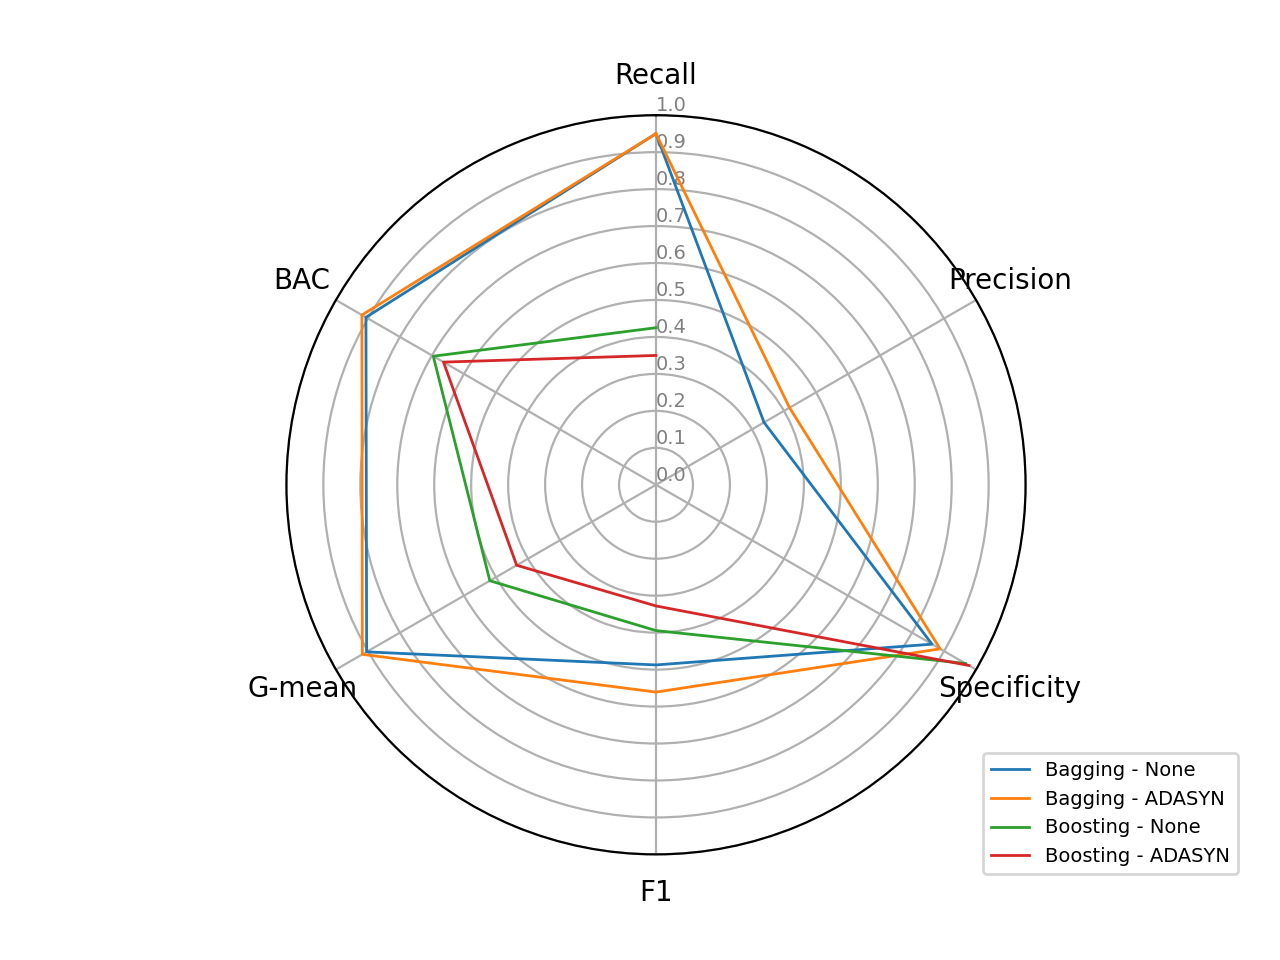 Recall
1.0
0.9
0.8
0.7
0.6
0.5
0.4
0.3
0.2
0.1
0.0
BAC
Precision
G-mean
Specificity
F1
Bagging - None
Bagging - ADASYN
Boosting - None
Boosting - ADASYN